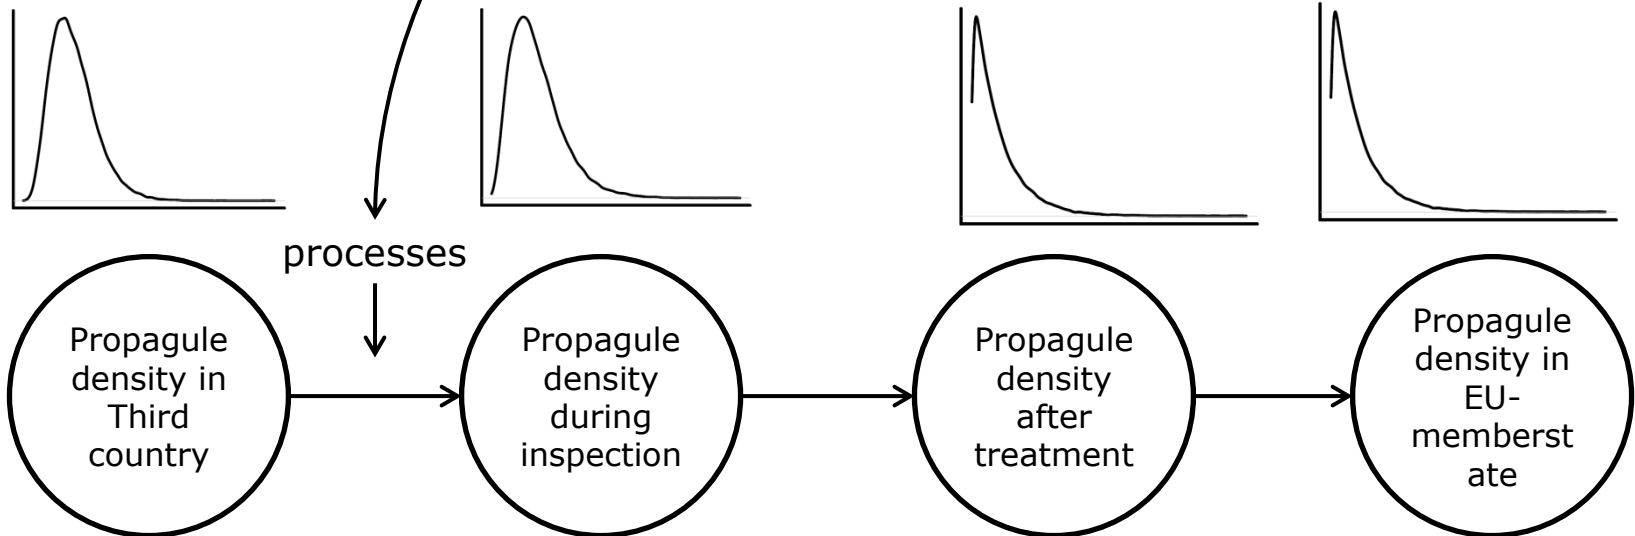 processes
Propagule
density in
Third
country
Propagule
density
during
inspection
Propagule
density
after
treatment
Propagule
density in
EU-
memberst
ate